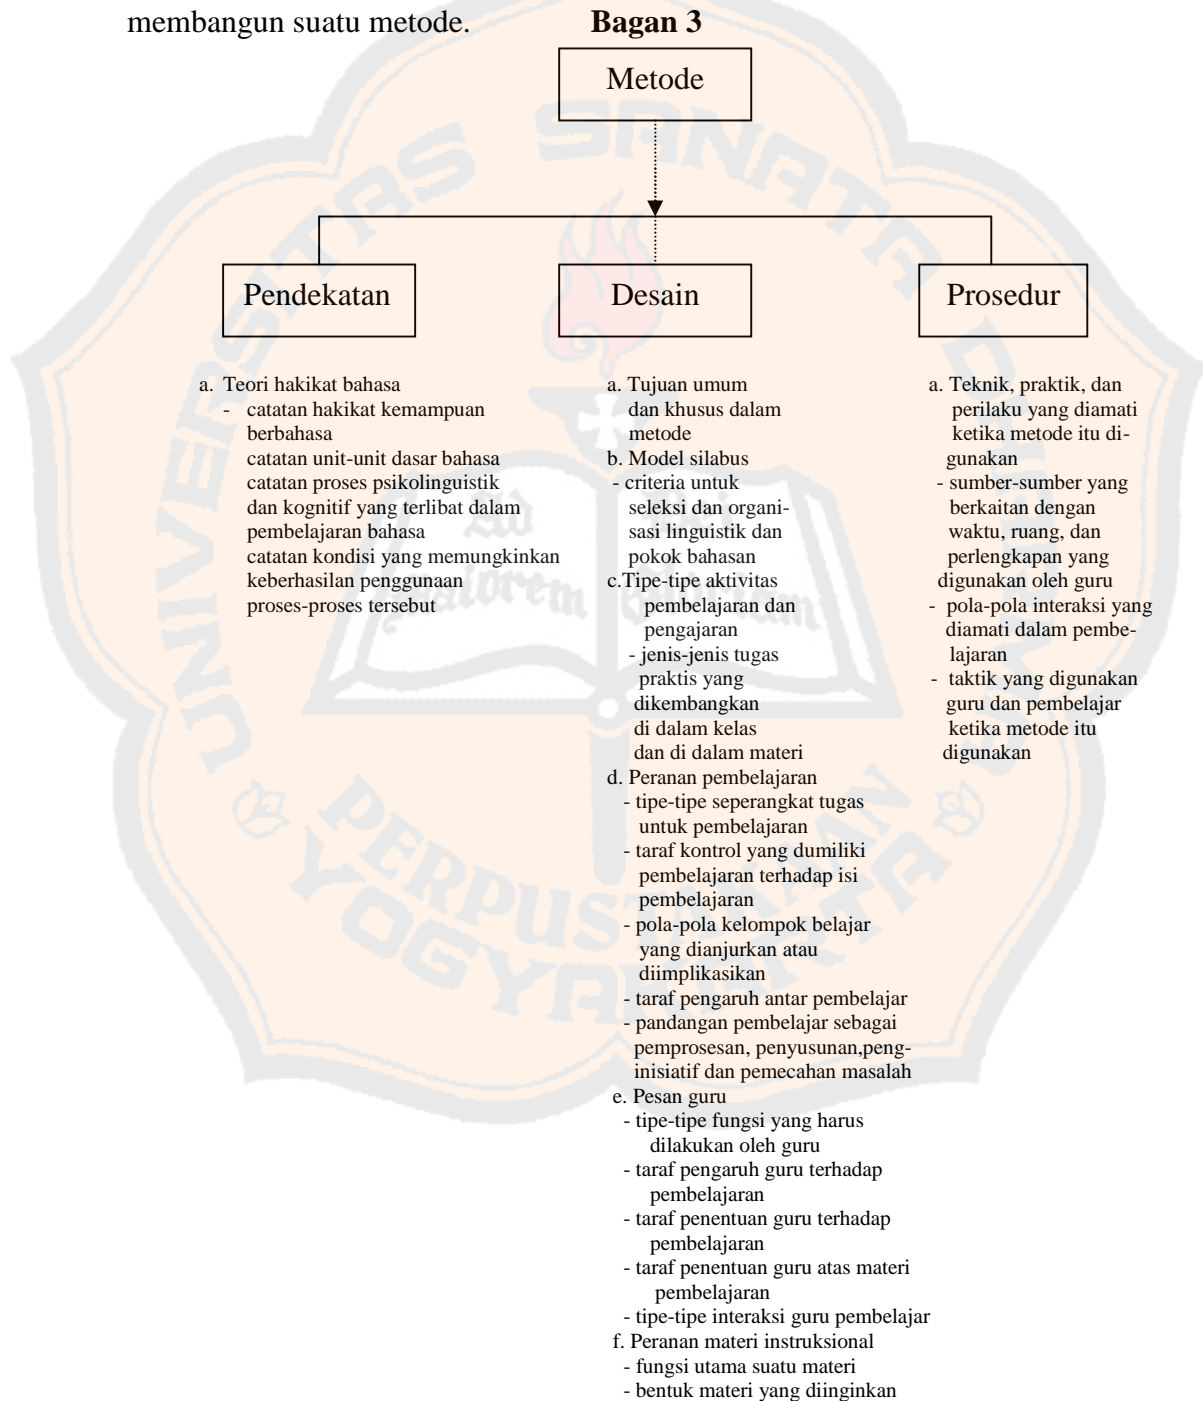 membangun suatu metode.
Bagan 3
Metode
Pendekatan
Desain
Prosedur
a. Teori hakikat bahasa
- catatan hakikat kemampuan
berbahasa
catatan unit-unit dasar bahasa
catatan proses psikolinguistik
dan kognitif yang terlibat dalam
pembelajaran bahasa
catatan kondisi yang memungkinkan
keberhasilan penggunaan
proses-proses tersebut
a. Tujuan umum
dan khusus dalam
metode
b. Model silabus
- criteria untuk
seleksi dan organi-
sasi linguistik dan
pokok bahasan
c.Tipe-tipe aktivitas
pembelajaran dan
pengajaran
- jenis-jenis tugas
praktis yang
dikembangkan
di dalam kelas
dan di dalam materi
d. Peranan pembelajaran
- tipe-tipe seperangkat tugas
untuk pembelajaran
- taraf kontrol yang dumiliki
pembelajaran terhadap isi
pembelajaran
- pola-pola kelompok belajar
yang dianjurkan atau
diimplikasikan
- taraf pengaruh antar pembelajar
- pandangan pembelajar sebagai
pemprosesan, penyusunan,peng-
inisiatif dan pemecahan masalah
e. Pesan guru
- tipe-tipe fungsi yang harus
dilakukan oleh guru
- taraf pengaruh guru terhadap
pembelajaran
- taraf penentuan guru terhadap
pembelajaran
- taraf penentuan guru atas materi
pembelajaran
- tipe-tipe interaksi guru pembelajar
f. Peranan materi instruksional
- fungsi utama suatu materi
- bentuk materi yang diinginkan
a. Teknik, praktik, dan
perilaku yang diamati
ketika metode itu di-
gunakan
- sumber-sumber yang
berkaitan dengan
waktu, ruang, dan
perlengkapan yang
digunakan oleh guru
- pola-pola interaksi yang
diamati dalam pembe-
lajaran
- taktik yang digunakan
guru dan pembelajar
ketika metode itu
digunakan
UNIVERSITAS SANATA DHARMA
PERPUSTAKAAN
YOGYAKARTA
Ad
Dei
maiorem
gloriam